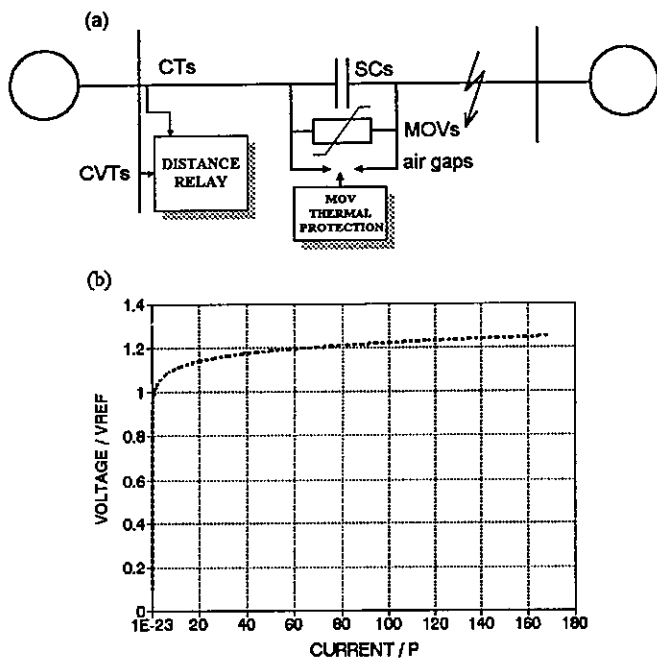 (a)
CTs
SCs
MOVs
air gaps
CVTs
DISTANCE
RELAY
MOV
THERMAL
PROTECTION
(b)
VOLTAGE / VREF
1.4
1.2
1
0.8
0.6
0.4
0.2
0
1E-23 20 40 60 80 100 120 140 160 180
CURRENT / P